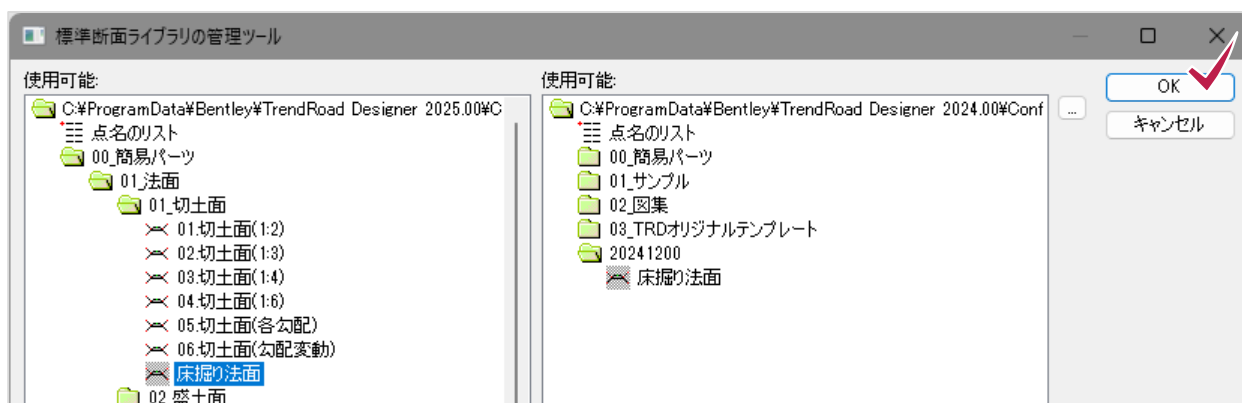 標準断面ライブラリの管理ツール
使用可能:
C:¥ProgramData¥Bentley¥TrendRoad Designer 2025.00¥C
点名のリスト
00_簡易パーツ
01_法面
01_切土面
01.切土面(1:2)
02.切土面(1:3)
03.切土面(1:4)
04.切土面(1:6)
05.切土面(各勾配)
06.切土面(勾配変動)
床掘り法面
02_盛土面
使用可能:
C:¥ProgramData¥Bentley¥TrendRoad Designer 2024.00¥Conf
点名のリスト
00_簡易パーツ
01_サンプル
02_図集
03_TRDオリジナルテンプレート
20241200
床掘り法面
...
OK
キャンセル